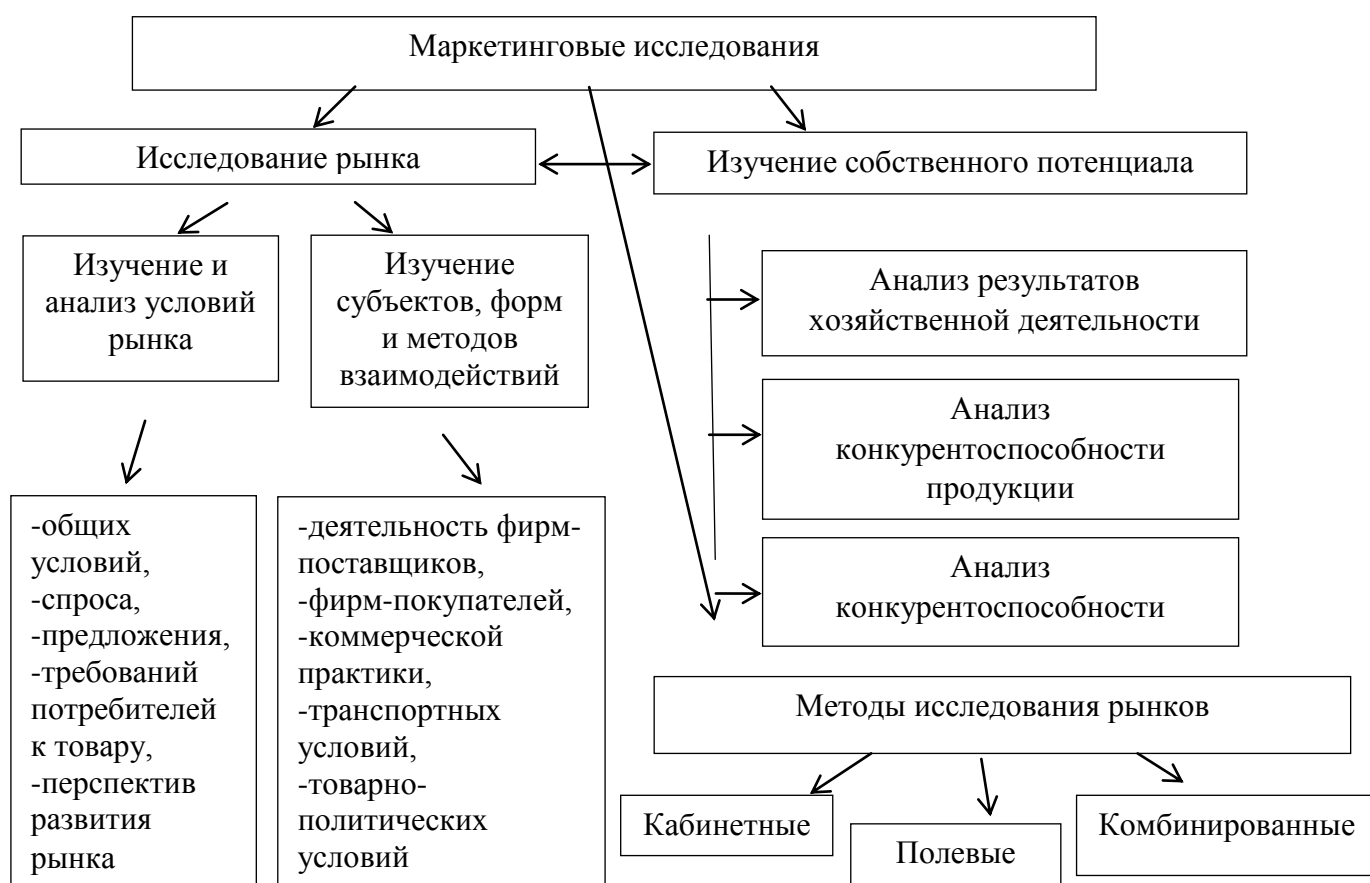 Маркетинговые исследования
Исследование рынка
Изучение собственного потенциала
Изучение и
анализ условий
рынка
Изучение
субъектов, форм
и методов
взаимодействий
Анализ результатов
хозяйственной деятельности
Анализ
конкурентоспособности
продукции
Анализ
конкурентоспособности
-общих
условий,
-спроса,
-предложения,
-требований
потребителей
к товару,
-перспектив
развития
рынка
-деятельность фирм-
поставщиков,
-фирм-покупателей,
-коммерческой
практики,
-транспортных
условий,
-товарно-
политических
условий
Методы исследования рынков
Кабинетные
Полевые
Комбинированные